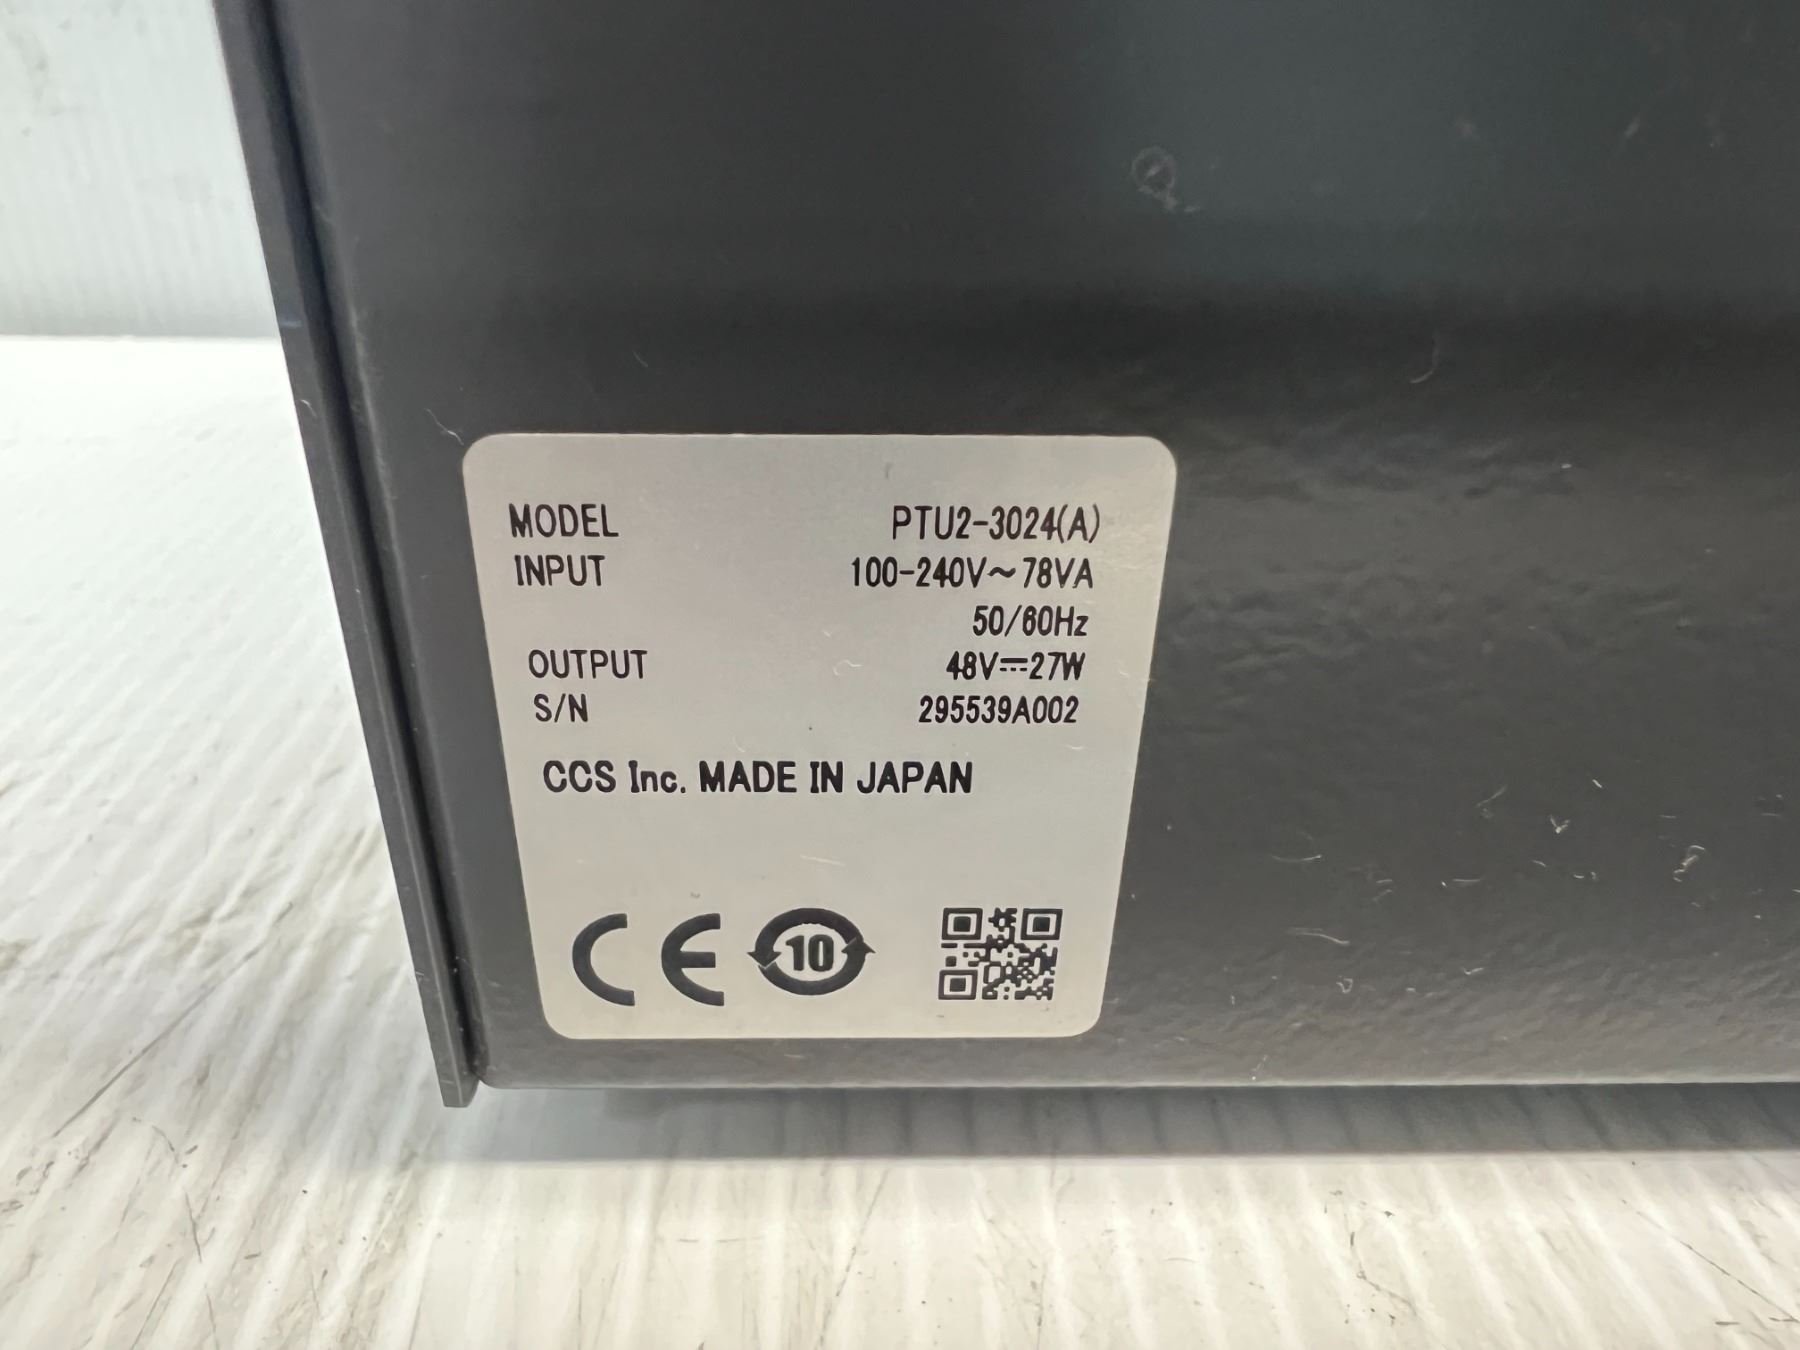 MODEL PTU2-3024(A)
INPUT 100-240V～78VA
50/60Hz
OUTPUT 48V⎓27W
S/N 295539A002
CCS Inc. MADE IN JAPAN
CE 10